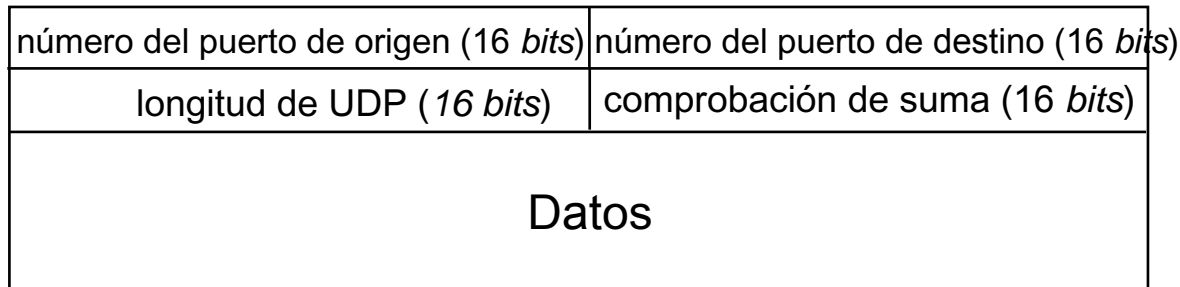 número del puerto de origen (16 bits) número del puerto de destino (16 bits)
longitud de UDP (16 bits) comprobación de suma (16 bits)
Datos